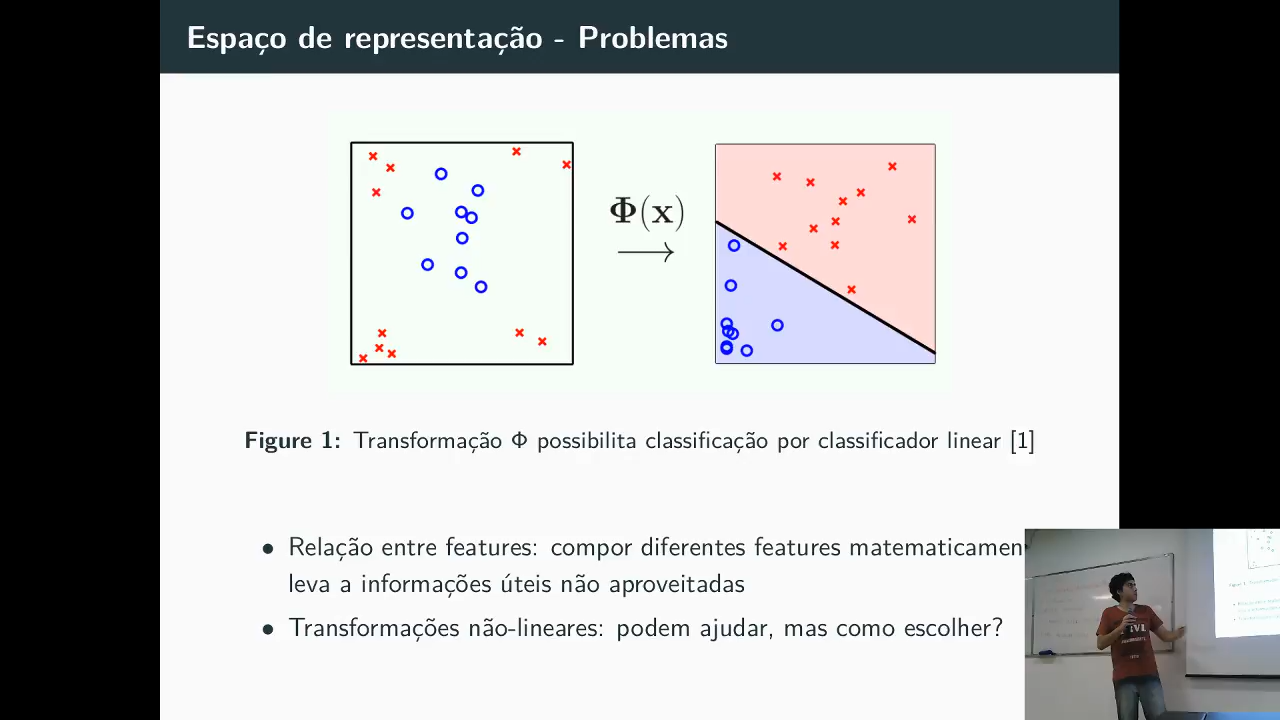 Espaço de representação - Problemas
Φ(x)
Figure 1: Transformação Φ possibilita classificação por classificador linear [1]
• Relação entre features: compor diferentes features matematicamen
leva a informações úteis não aproveitadas
• Transformações não-lineares: podem ajudar, mas como escolher?